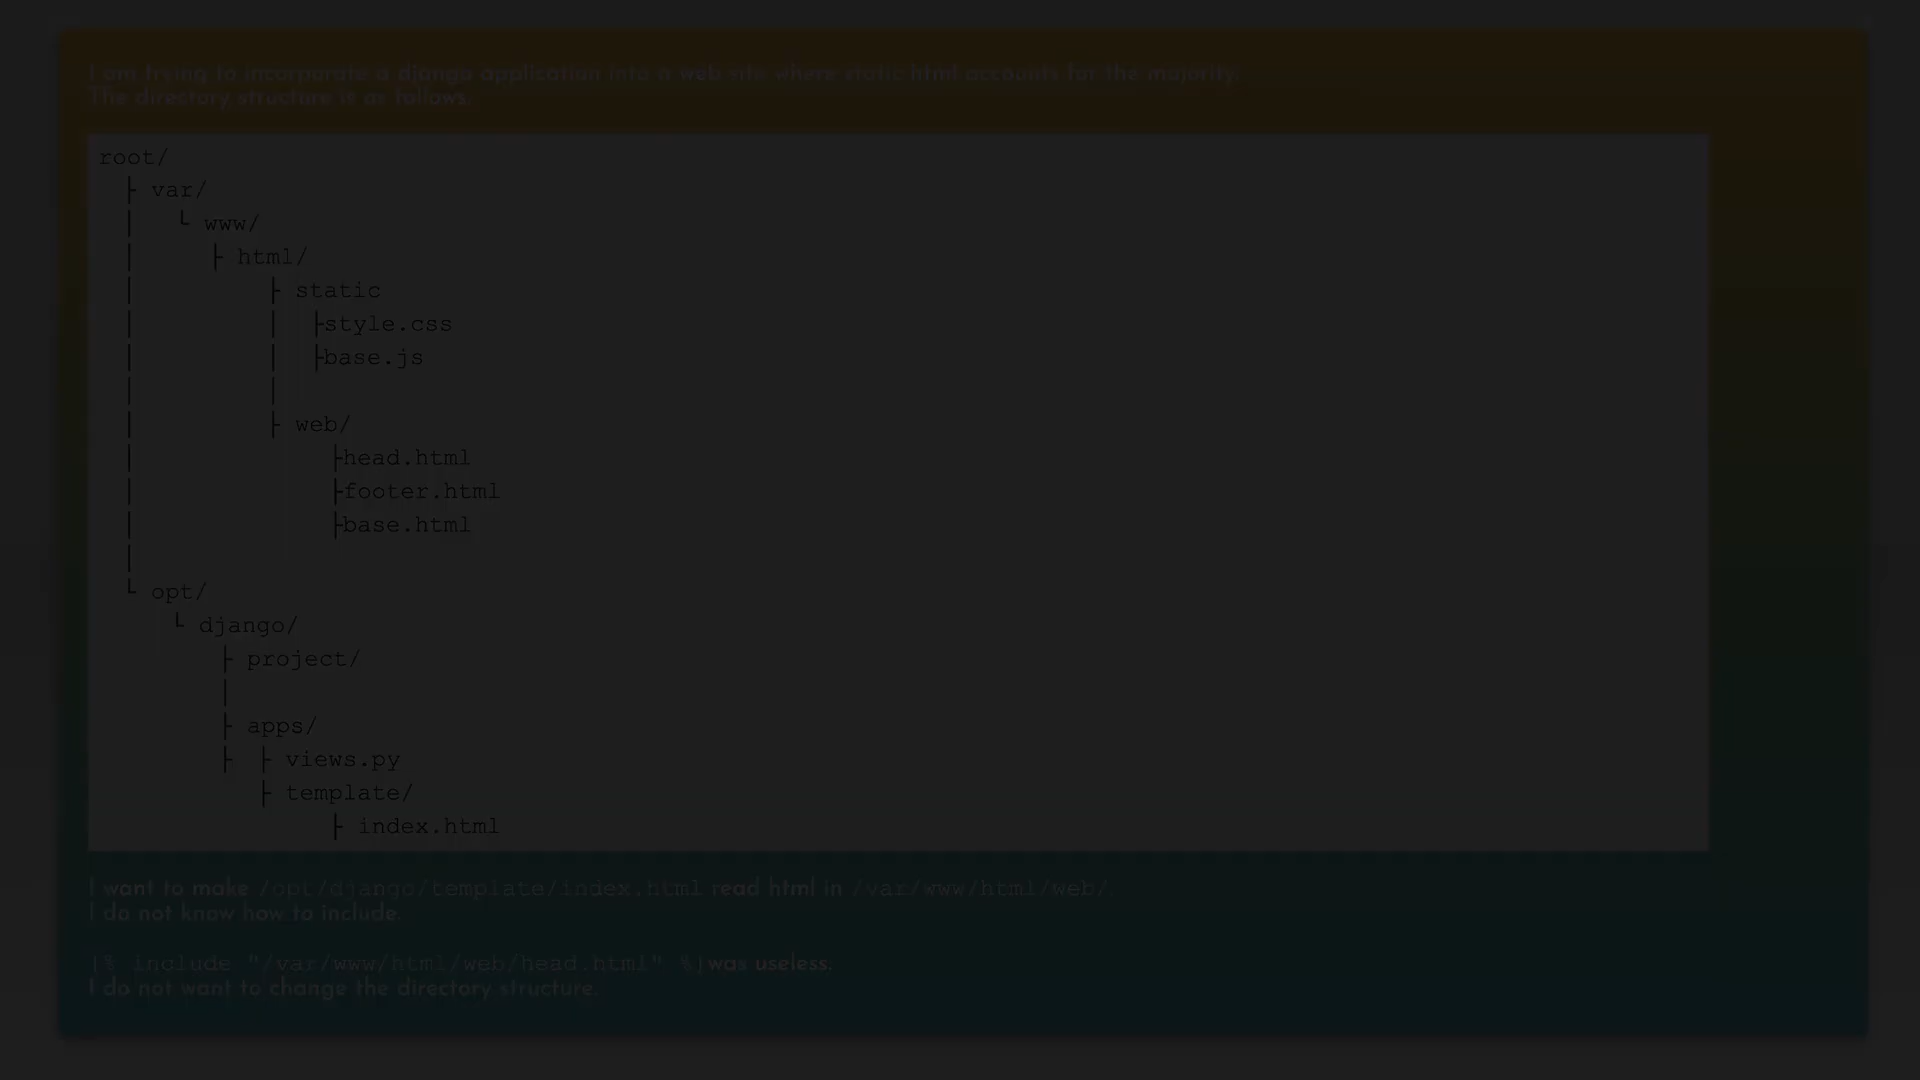 I am trying to incorporate a django application into a web site where static html accounts for the majority.
The directory structure is as follows.
root/
├ var/
│ └ www/
│ ├ html/
│ ├ static
│ │ ├style.css
│ │ ├base.js
│ │
│ ├ web/
│ ├head.html
│ ├footer.html
│ ├base.html
│
└ opt/
└ django/
├ project/
│
├ apps/
├ ├ views.py
├ template/
├ index.html
I want to make /opt/django/template/index.html read html in /var/www/html/web/.
I do not know how to include.
{% include "/var/www/html/web/head.html" %}was useless.
I do not want to change the directory structure.